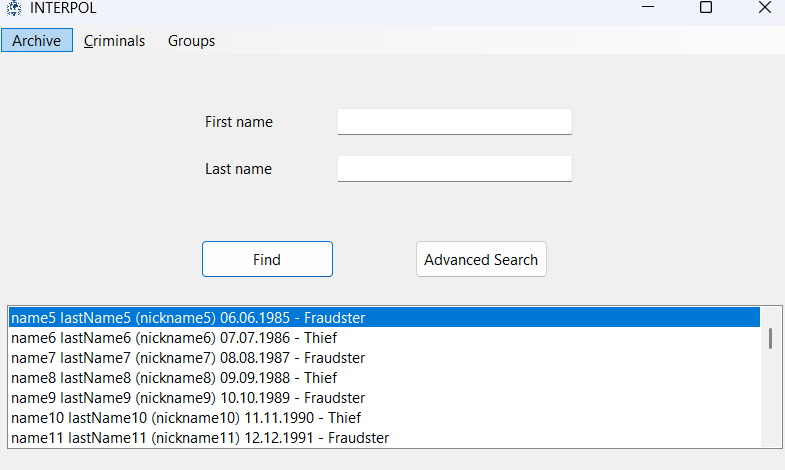 INTERPOL
Archive Criminals Groups
First name
Last name
Find Advanced Search
name5 lastName5 (nickname5) 06.06.1985 - Fraudster
name6 lastName6 (nickname6) 07.07.1986 - Thief
name7 lastName7 (nickname7) 08.08.1987 - Fraudster
name8 lastName8 (nickname8) 09.09.1988 - Thief
name9 lastName9 (nickname9) 10.10.1989 - Fraudster
name10 lastName10 (nickname10) 11.11.1990 - Thief
name11 lastName11 (nickname11) 12.12.1991 - Fraudster